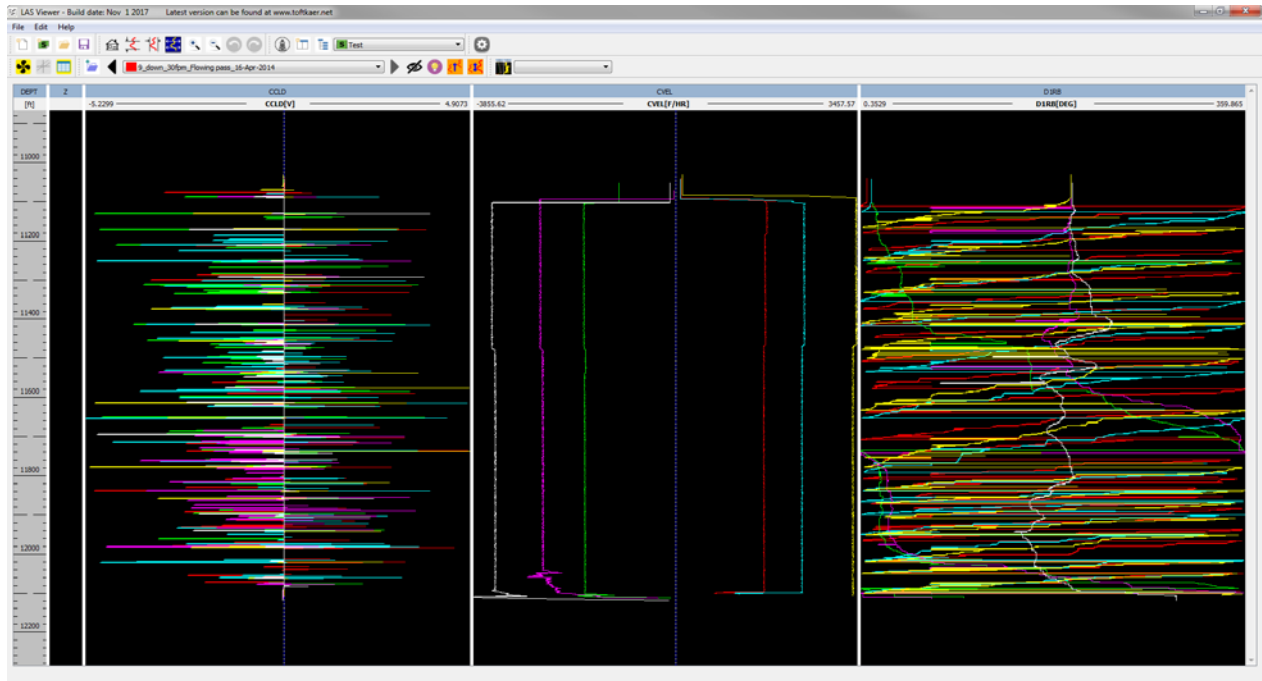 LAS Viewer - Build date: Nov 1 2017 Latest version can be found at www.toftkaer.net
File Edit Help
S Test
9_down_30fpm_Flowing pass_16-Apr-2014
DEPT Z CCLD CVEL D1RB
[ft] -5.2299 CCLD[V] 4.9073 -3855.62 CVEL[F/HR] 3457.57 0.3529 D1RB[DEG] 359.865
11000
11200
11400
11600
11800
12000
12200